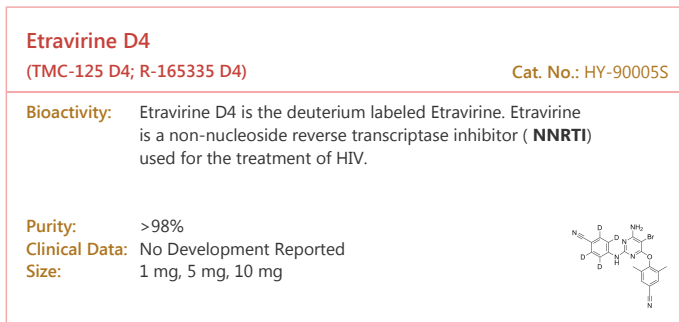 Etravirine D4
(TMC-125 D4; R-165335 D4) Cat. No.: HY-90005S
Bioactivity: Etravirine D4 is the deuterium labeled Etravirine. Etravirine
is a non-nucleoside reverse transcriptase inhibitor ( NNRTI)
used for the treatment of HIV.
Purity: >98%
Clinical Data: No Development Reported
Size: 1 mg, 5 mg, 10 mg
NH2
D
N
D
N
Br
D
N
H
N
O
D
N